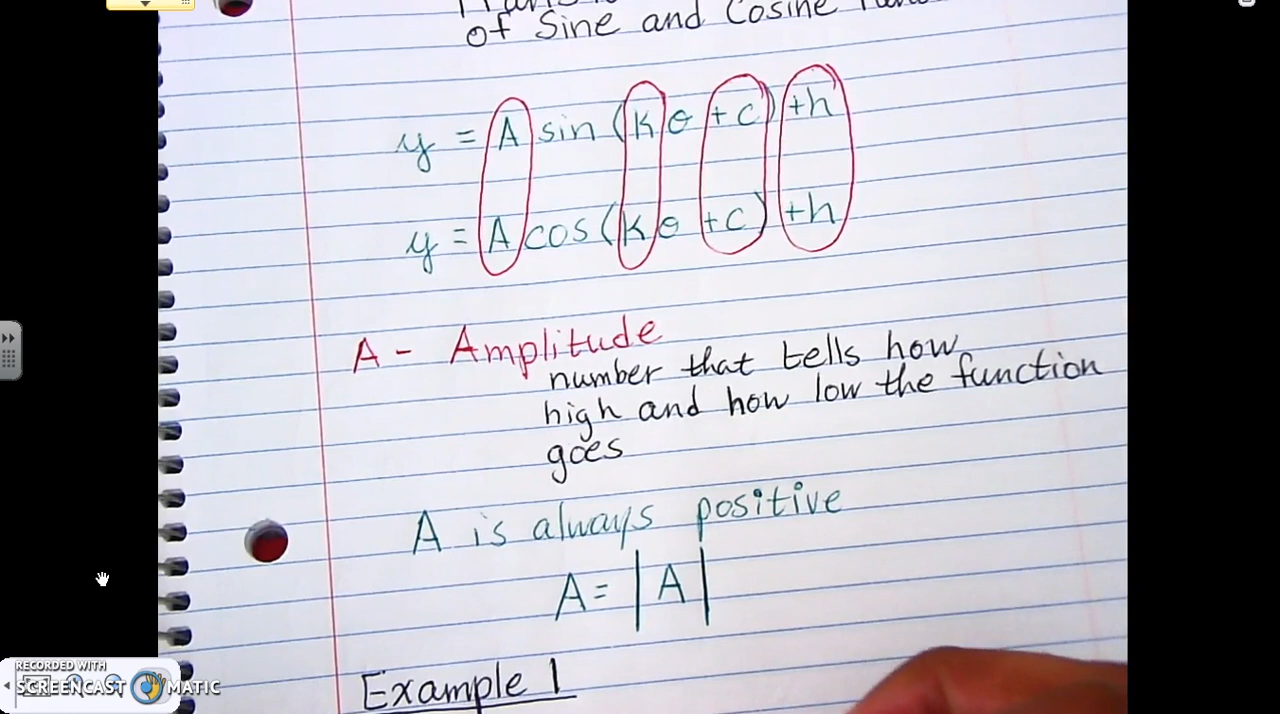 of Sine and Cosine
y = A sin (kθ + c) + h
y = A cos (kθ + c) + h
A - Amplitude
number that tells how
high and how low the function
goes
A is always positive
A = |A|
Example 1
RECORDED WITH
SCREENCAST MATIC